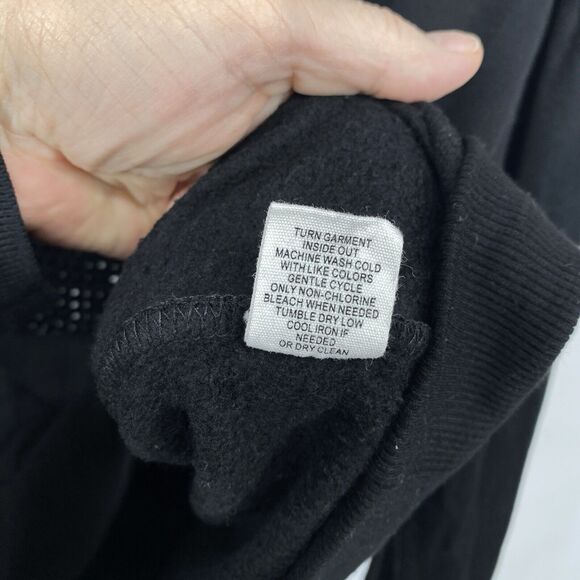 TURN GARMENT
INSIDE OUT
MACHINE WASH COLD
WITH LIKE COLORS
GENTLE CYCLE
ONLY NON-CHLORINE
BLEACH WHEN NEEDED
TUMBLE DRY LOW
COOL IRON IF
NEEDED
OR DRY CLEAN